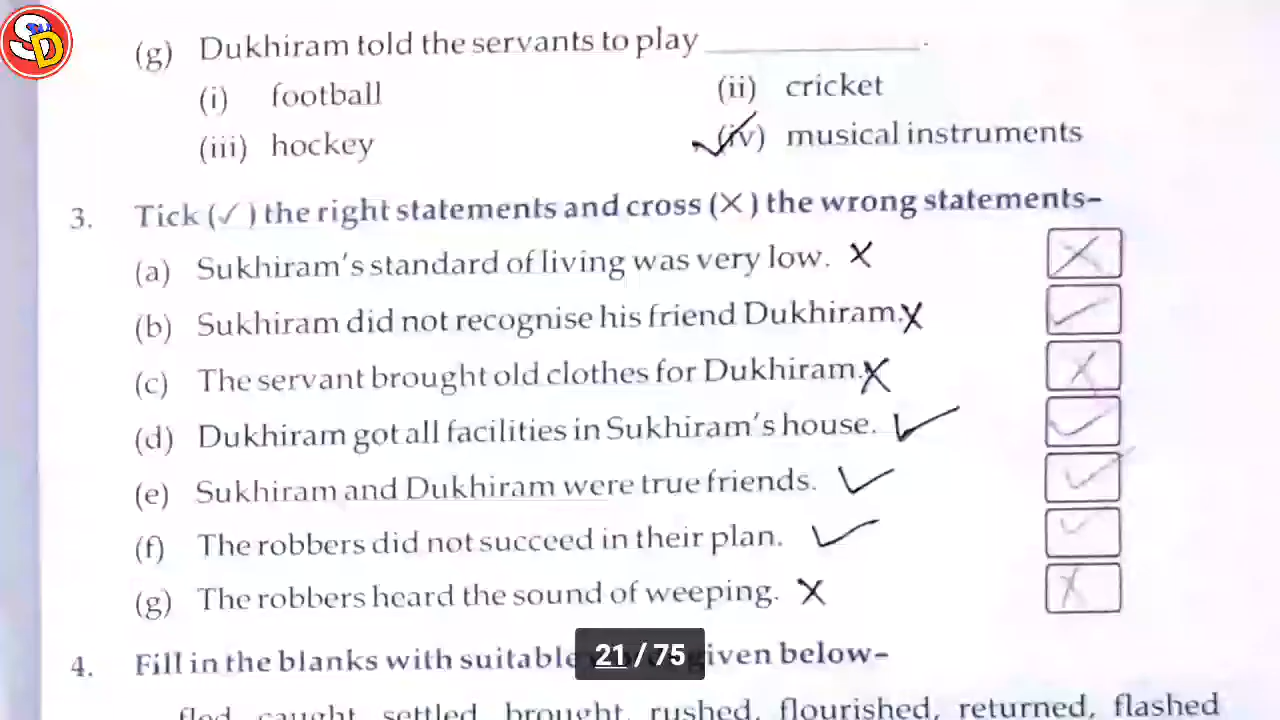 SD
(g) Dukhiram told the servants to play ____________.
(i) football (ii) cricket
(iii) hockey (iv) musical instruments
3. Tick (✓) the right statements and cross (✕) the wrong statements–
(a) Sukhiram's standard of living was very low. ✕ ✕
(b) Sukhiram did not recognise his friend Dukhiram. ✕ ✓
(c) The servant brought old clothes for Dukhiram. ✕ ✕
(d) Dukhiram got all facilities in Sukhiram's house. ✓ ✓
(e) Sukhiram and Dukhiram were true friends. ✓ ✓
(f) The robbers did not succeed in their plan. ✓ ✓
(g) The robbers heard the sound of weeping. ✕ ✕
4. Fill in the blanks with suitable given below–
21 / 75
fled, caught, settled, brought, rushed, flourished, returned, flashed